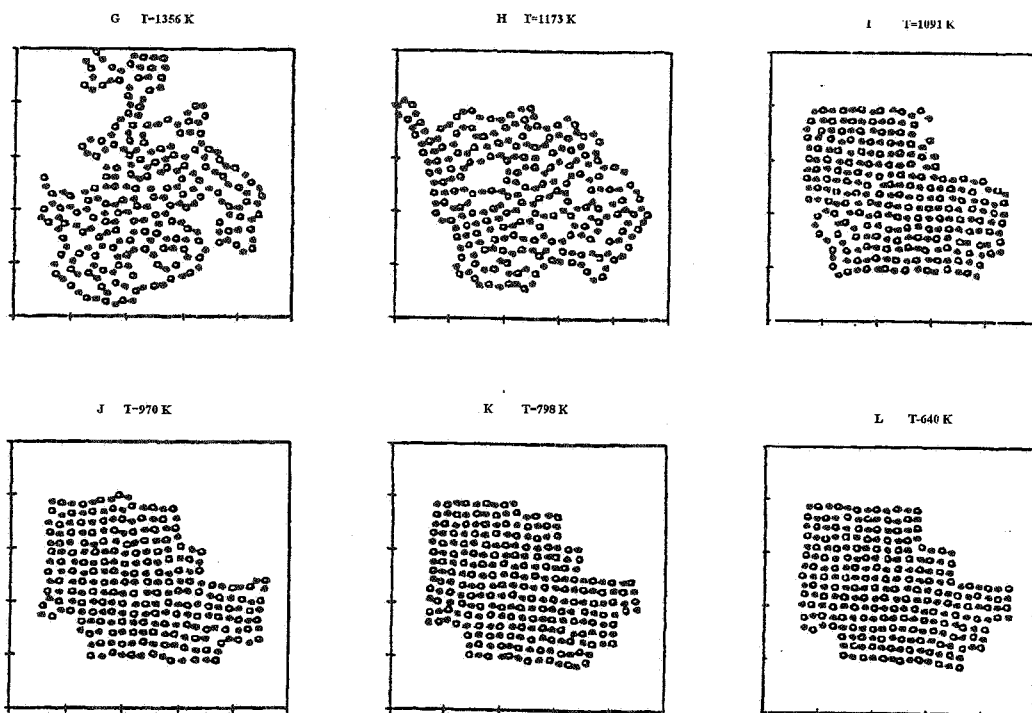 G T=1356 K
H T=1173 K
I T=1091 K
J T=970 K
K T=798 K
L T=640 K